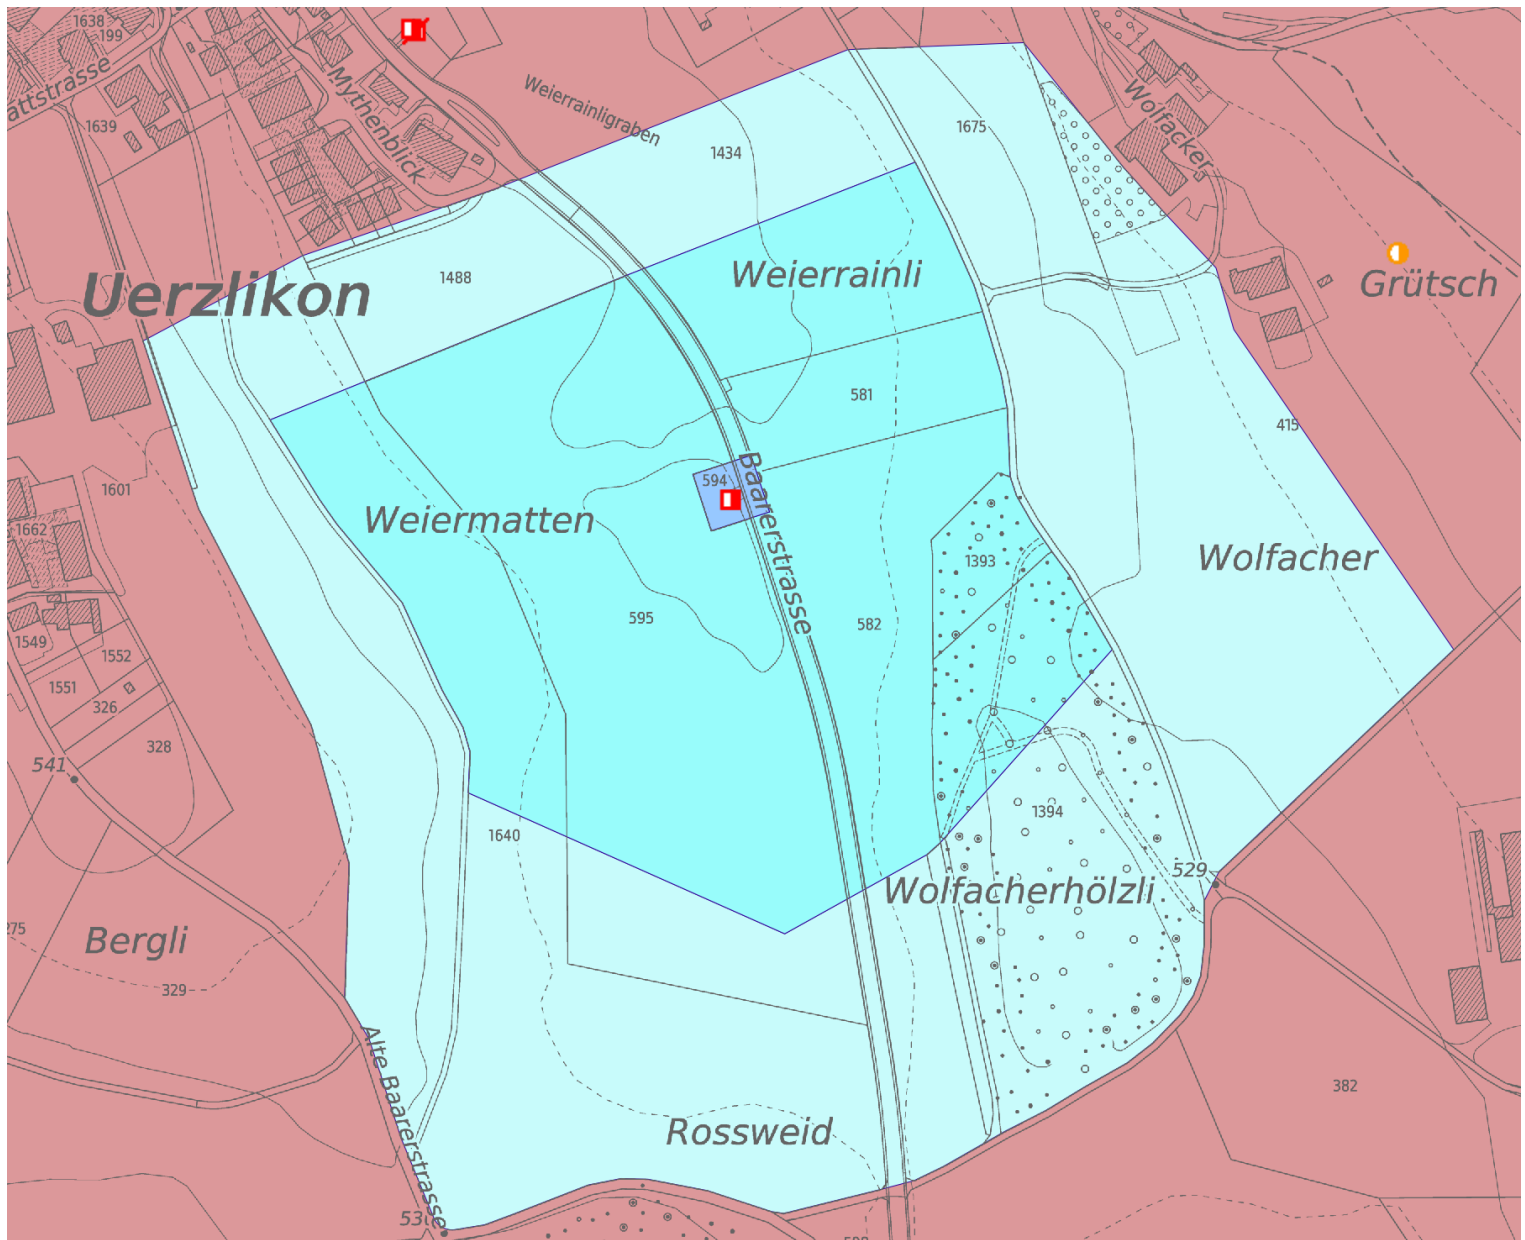 1638
199
attstrasse
1639
Mythenblick
Weierrainligraben
1434
1675
Wolfacker
Uerzlikon
1488
Weierrainli
Grütsch
581
415
594
Baarerstrasse
1601
1662
Weiermatten
1393
Wolfacher
595
582
1549
1552
1551
326
328
541
1640
1394
529
Wolfacherhölzli
275
Bergli
329
Alte Baarerstrasse
382
Rossweid
53